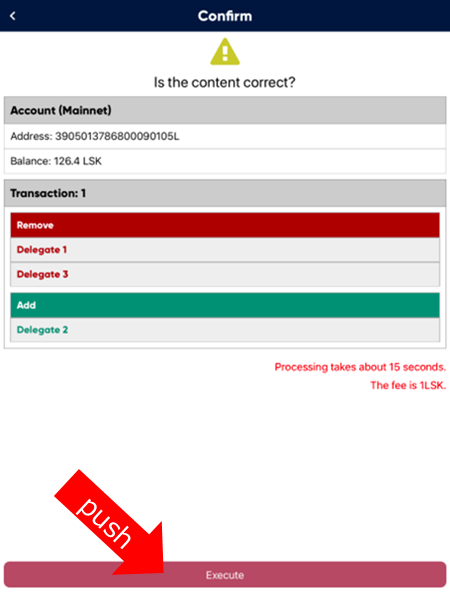 Confirm
Is the content correct?
Account (Mainnet)
Address: 3905013786800090105L
Balance: 126.4 LSK
Transaction: 1
Remove
Delegate 1
Delegate 3
Add
Delegate 2
Processing takes about 15 seconds.
The fee is 1LSK.
push
Execute